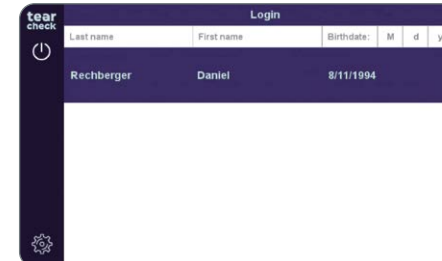 tear
check
Login
Last name First name Birthdate: M d y
Rechberger Daniel 8/11/1994